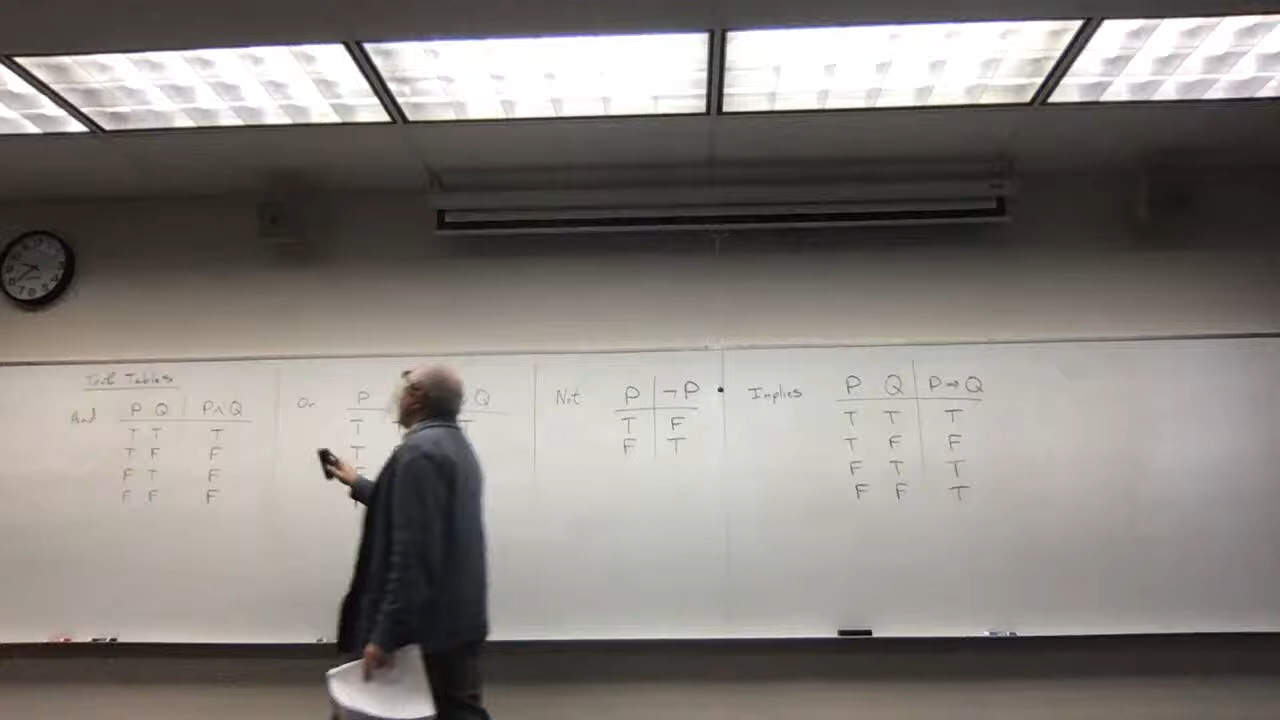 Truth Tables
And P Q P∧Q
T T T
T F F
F T F
F F F
Or P Q
T T
T
F
Not P ¬P
T F
F T
Implies P Q P⇒Q
T T T
T F F
F T T
F F T